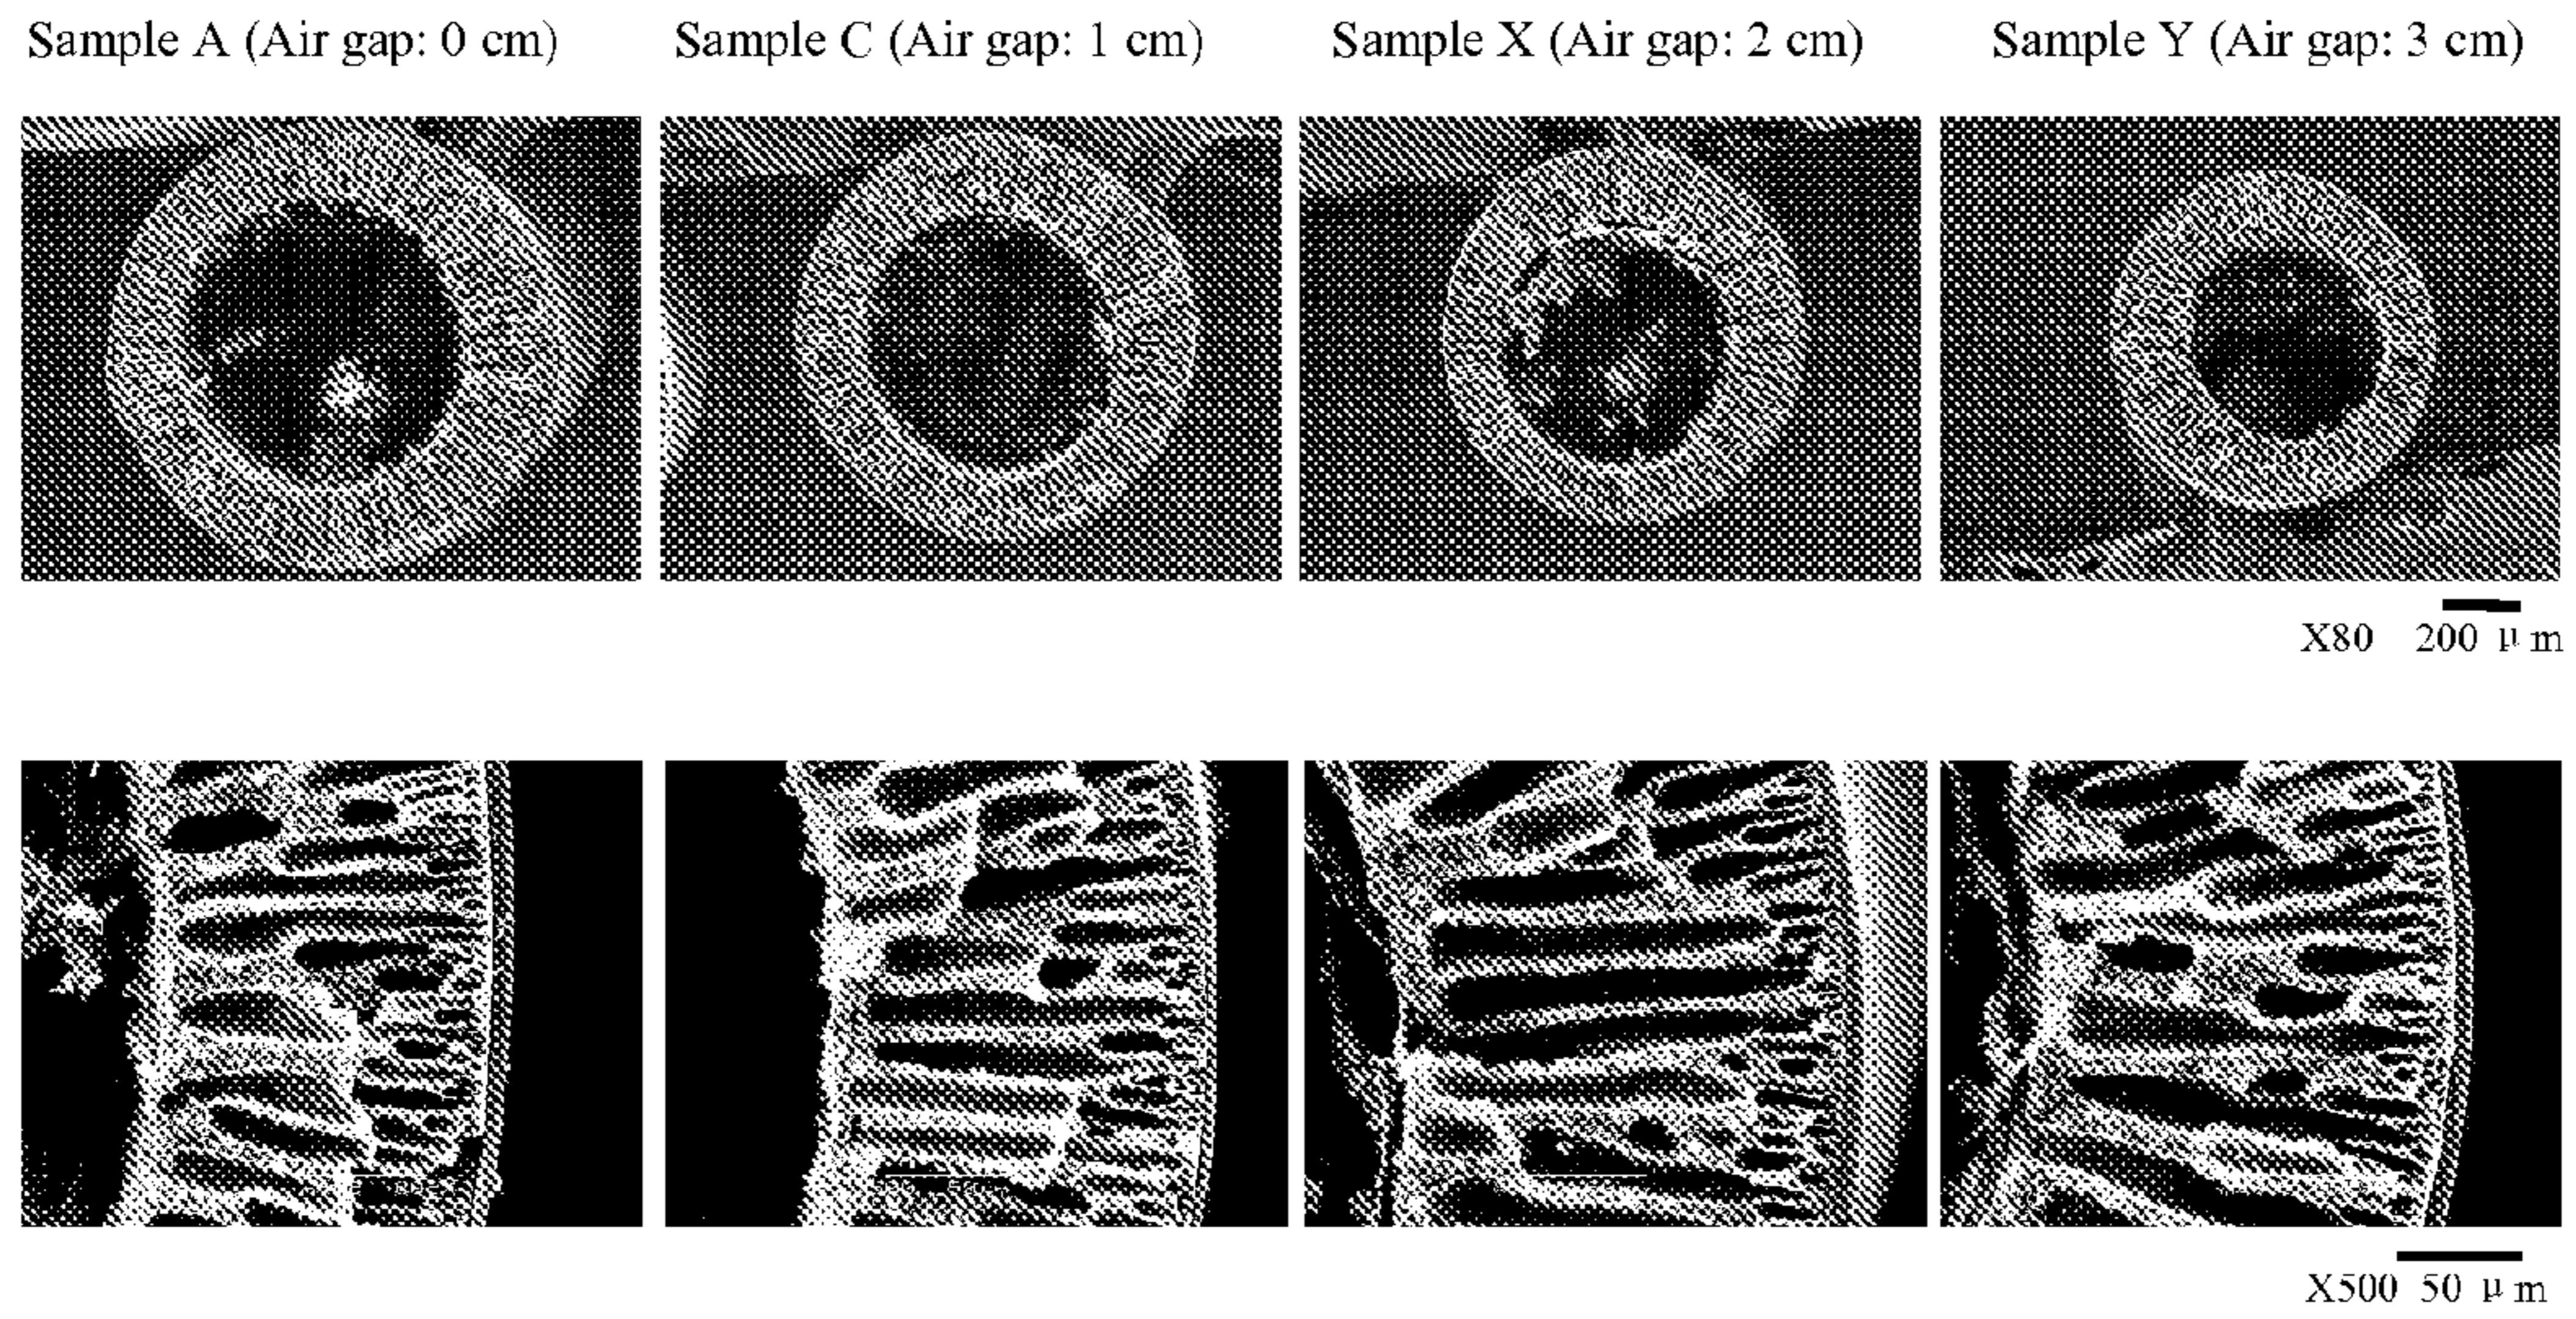 Sample A (Air gap: 0 cm) Sample C (Air gap: 1 cm) Sample X (Air gap: 2 cm) Sample Y (Air gap: 3 cm)
X80 200 μm
X500 50 μm